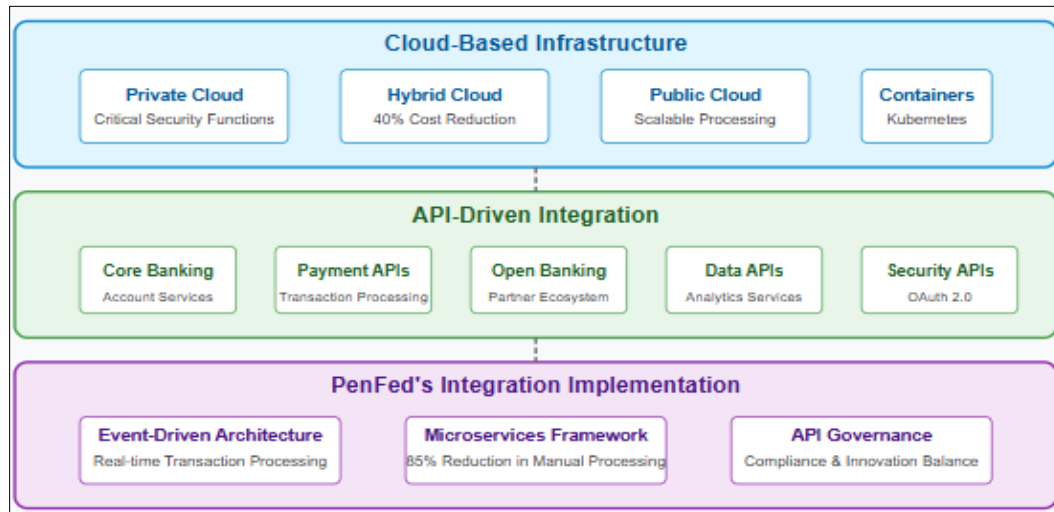 Cloud-Based Infrastructure
Private Cloud
Critical Security Functions
Hybrid Cloud
40% Cost Reduction
Public Cloud
Scalable Processing
Containers
Kubernetes
API-Driven Integration
Core Banking
Account Services
Payment APIs
Transaction Processing
Open Banking
Partner Ecosystem
Data APIs
Analytics Services
Security APIs
OAuth 2.0
PenFed's Integration Implementation
Event-Driven Architecture
Real-time Transaction Processing
Microservices Framework
Reduction in Manual Processing
API Governance
Compliance & Innovation Balance